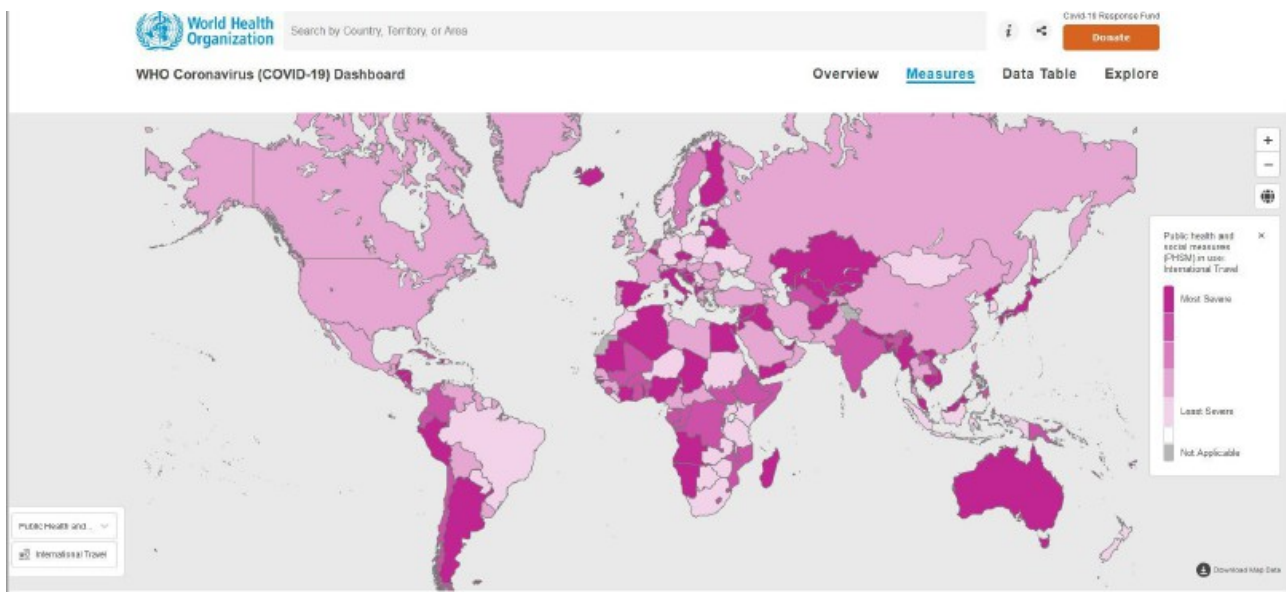 World Health
Organization
Search by Country, Territory, or Area
i
Covid-19 Response Fund
Donate
WHO Coronavirus (COVID-19) Dashboard
Overview
Measures
Data Table
Explore
+
−
Public health and
social measures
(PHSM) in use:
International Travel
×
Most Severe
Least Severe
Not Applicable
Public Health and...
International Travel
Download Map Data